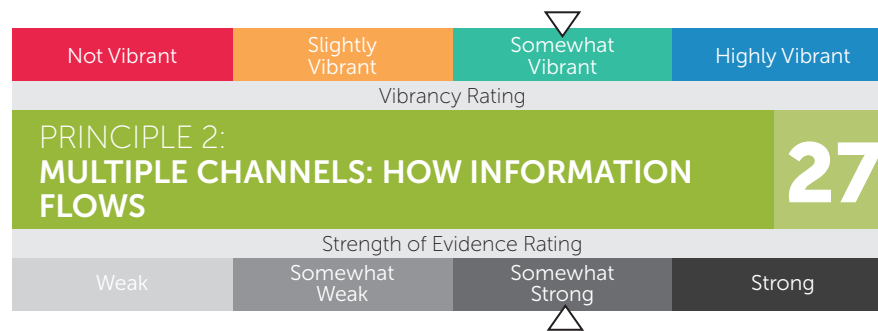 Not Vibrant
Slightly
Vibrant
Somewhat
Vibrant
Highly Vibrant
Vibrancy Rating
PRINCIPLE 2:
MULTIPLE CHANNELS: HOW INFORMATION
FLOWS
27
Strength of Evidence Rating
Weak
Somewhat
Weak
Somewhat
Strong
Strong